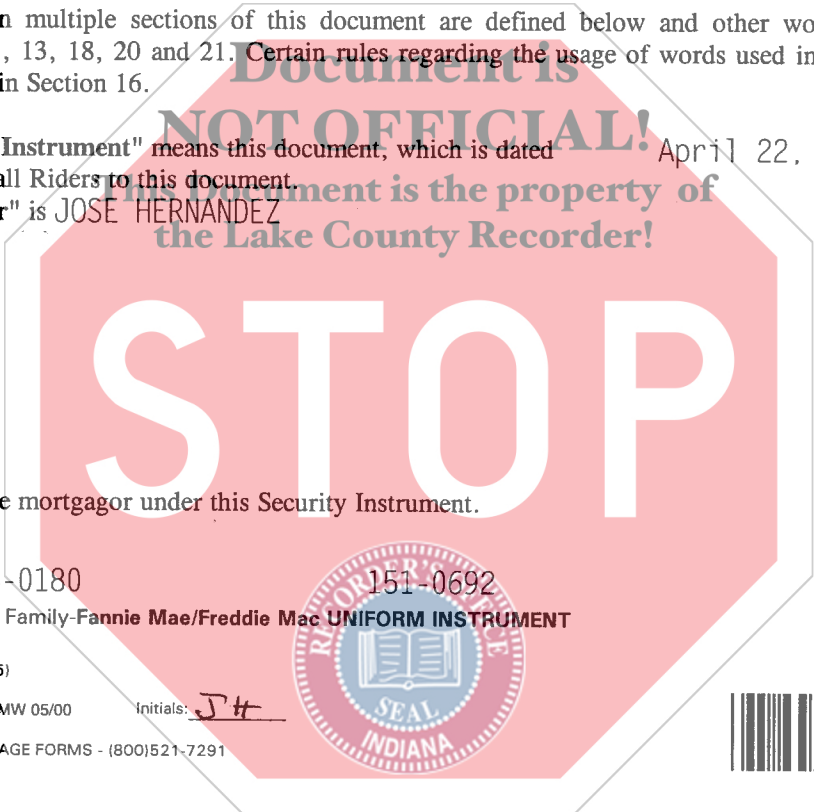 n multiple sections of this document are defined below and other wo
, 13, 18, 20 and 21. Certain rules regarding the usage of words used in
in Section 16.
Document is
NOT OFFICIAL!
Instrument" means this document, which is dated April 22,
all Riders to this document.
This Document is the property of
r" is JOSE HERNANDEZ
the Lake County Recorder!
STOP
e mortgagor under this Security Instrument.
-0180 151-0692
Family-Fannie Mae/Freddie Mac UNIFORM INSTRUMENT
RECORDER'S OFFICE
SEAL
INDIANA
MW 05/00 Initials: JH
AGE FORMS - (800)521-7291